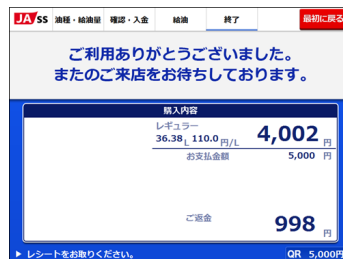 JA SS 油種・給油量 確認・入金 給油 終了 最初に戻る
ご利用ありがとうございました。
またのご来店をお待ちしております。
購入内容
レギュラー
36.38 L 110.0 円/L 4,002 円
お支払金額 5,000 円
ご返金 998 円
▶ レシートをお取りください。 QR 5,000円